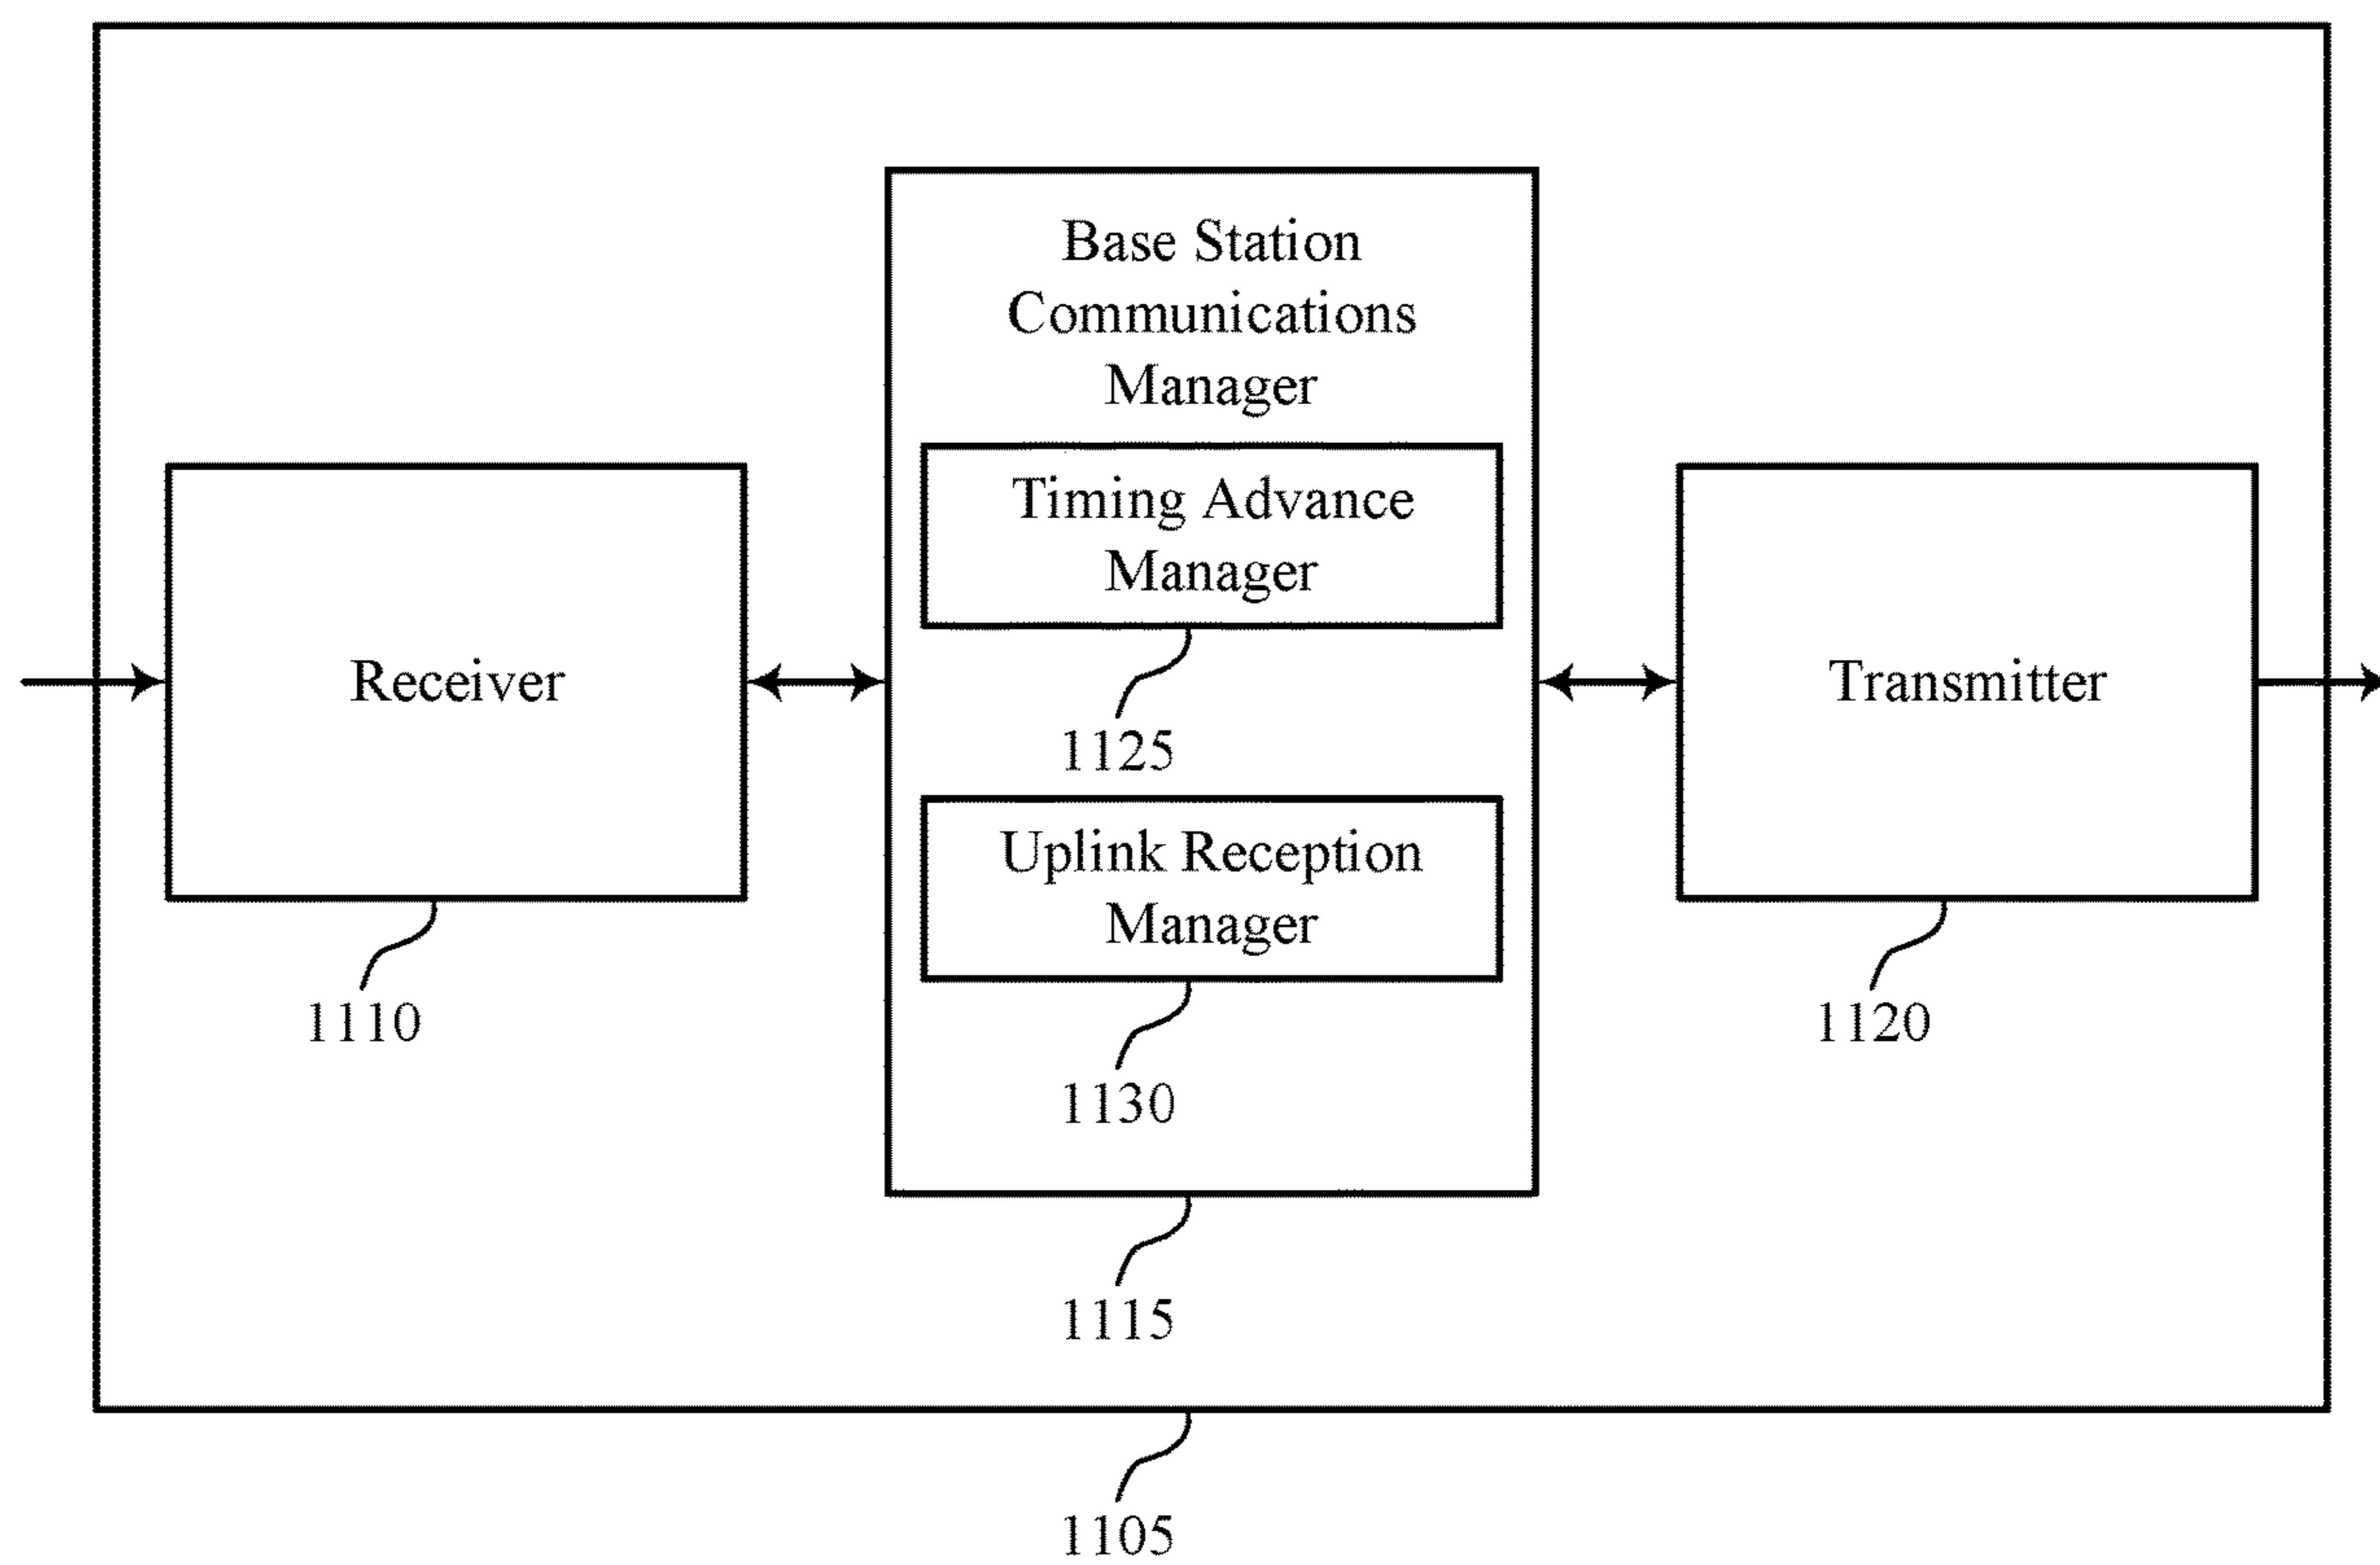 Base Station
Communications
Manager
Timing Advance
Manager
1125
Receiver
1110
Uplink Reception
Manager
1130
Transmitter
1120
1115
1105